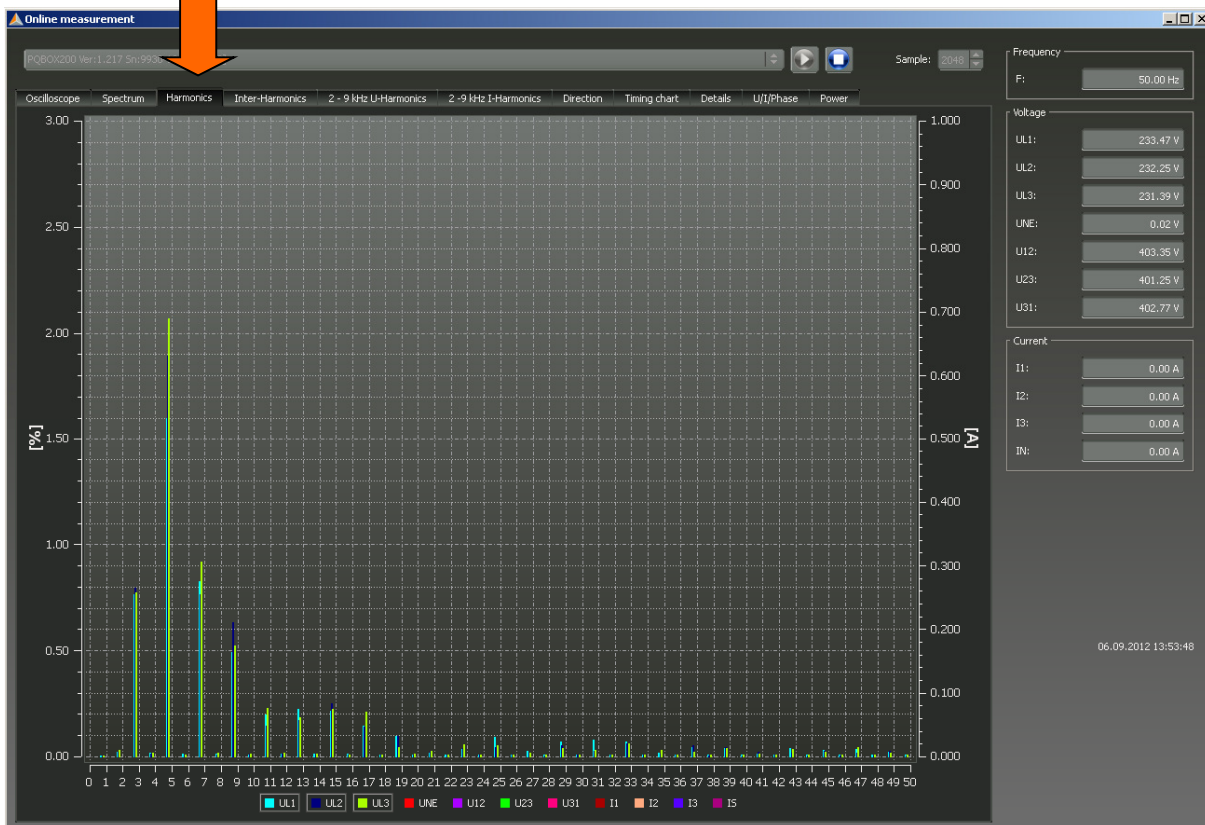 Online measurement
PQBOX200 Ver:1.217 Sn:9930
Sample: 2048
Oscilloscope Spectrum Harmonics Inter-Harmonics 2 - 9 kHz U-Harmonics 2 -9 kHz I-Harmonics Direction Timing chart Details U/I/Phase Power
3.00
2.50
2.00
1.50
1.00
0.50
0.00
[%]
1.000
0.900
0.800
0.700
0.600
0.500
0.400
0.300
0.200
0.100
0.000
[A]
0 1 2 3 4 5 6 7 8 9 10 11 12 13 14 15 16 17 18 19 20 21 22 23 24 25 26 27 28 29 30 31 32 33 35 36 37 38 39 40 41 42 43 44 45 46 47 48 49 50
UL1 UL2 UL3 UNE U12 U23 U31 I1 I2 I3 IS
Frequency
F: 50.00 Hz
Voltage
UL1: 233.47 V
UL2: 232.25 V
UL3: 231.39 V
UNE: 0.02 V
U12: 403.35 V
U23: 401.25 V
U31: 402.77 V
Current
I1: 0.00 A
I2: 0.00 A
I3: 0.00 A
IN: 0.00 A
06.09.2012 13:53:48